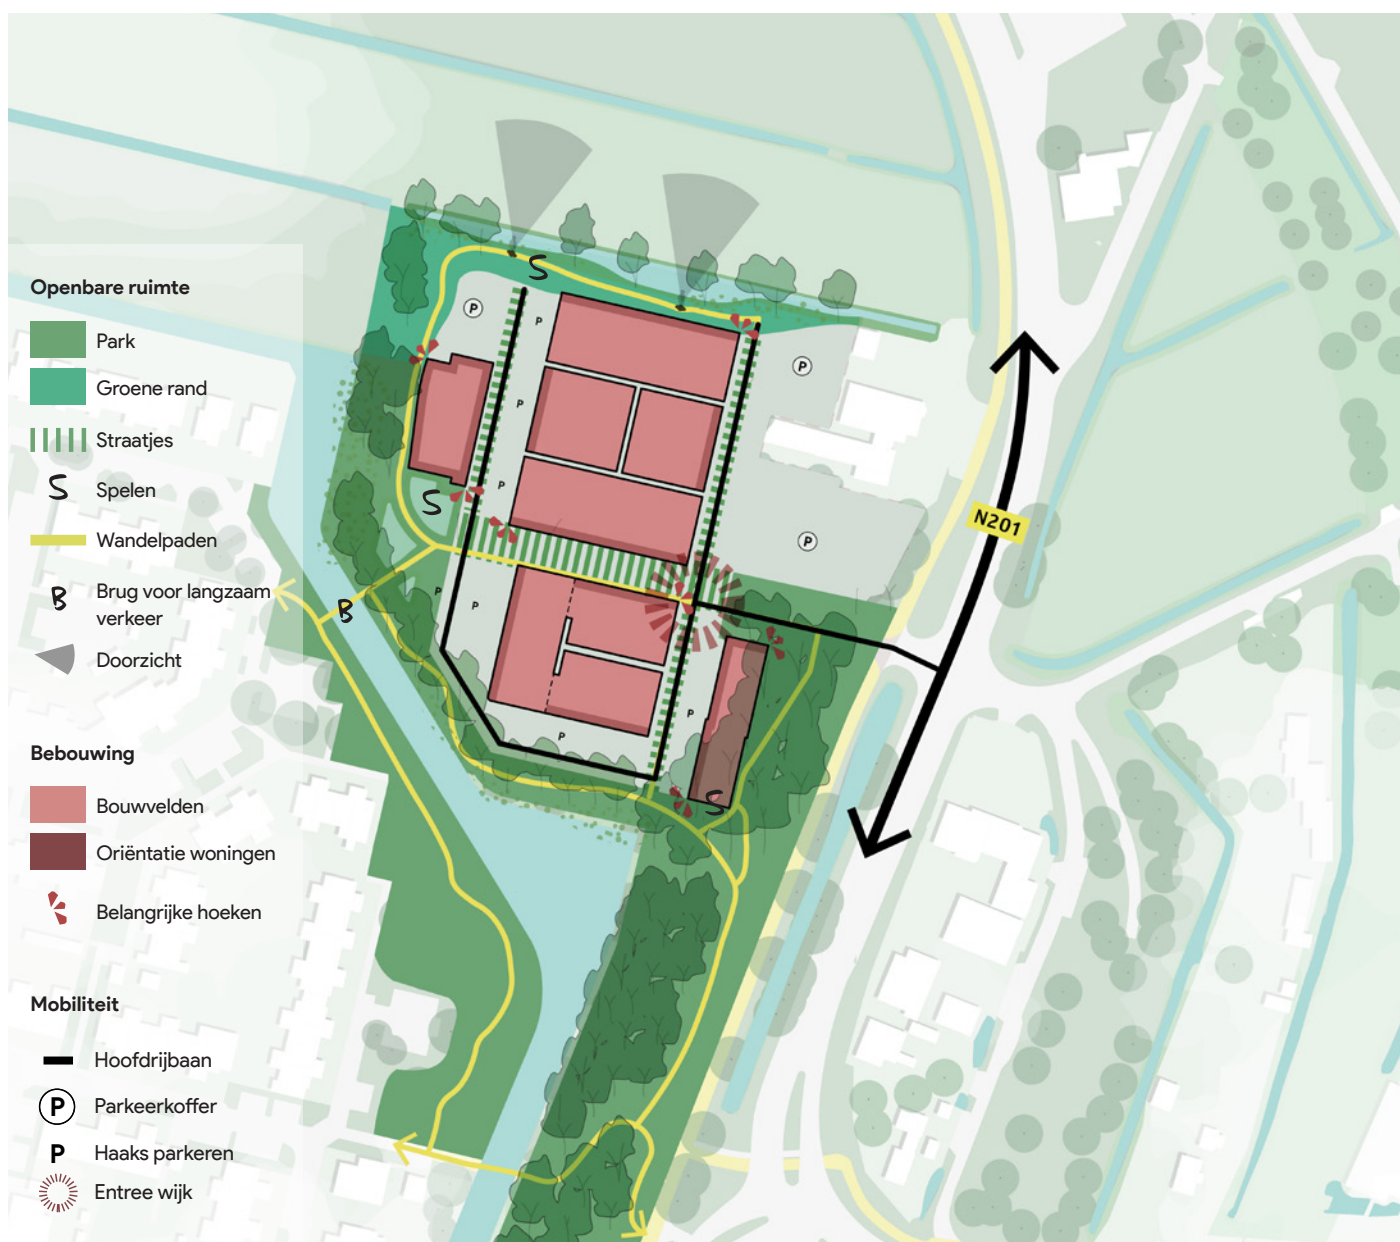 Openbare ruimte
Park
Groene rand
Straatjes
S Spelen
Wandelpaden
B Brug voor langzaam
verkeer
Doorzicht
Bebouwing
Bouwvelden
Oriëntatie woningen
Belangrijke hoeken
Mobiliteit
Hoofdrijbaan
P Parkeerkoffer
P Haaks parkeren
Entree wijk
S
P
P
P
P
P
S
P
N201
P
B
P
P
P
P
S